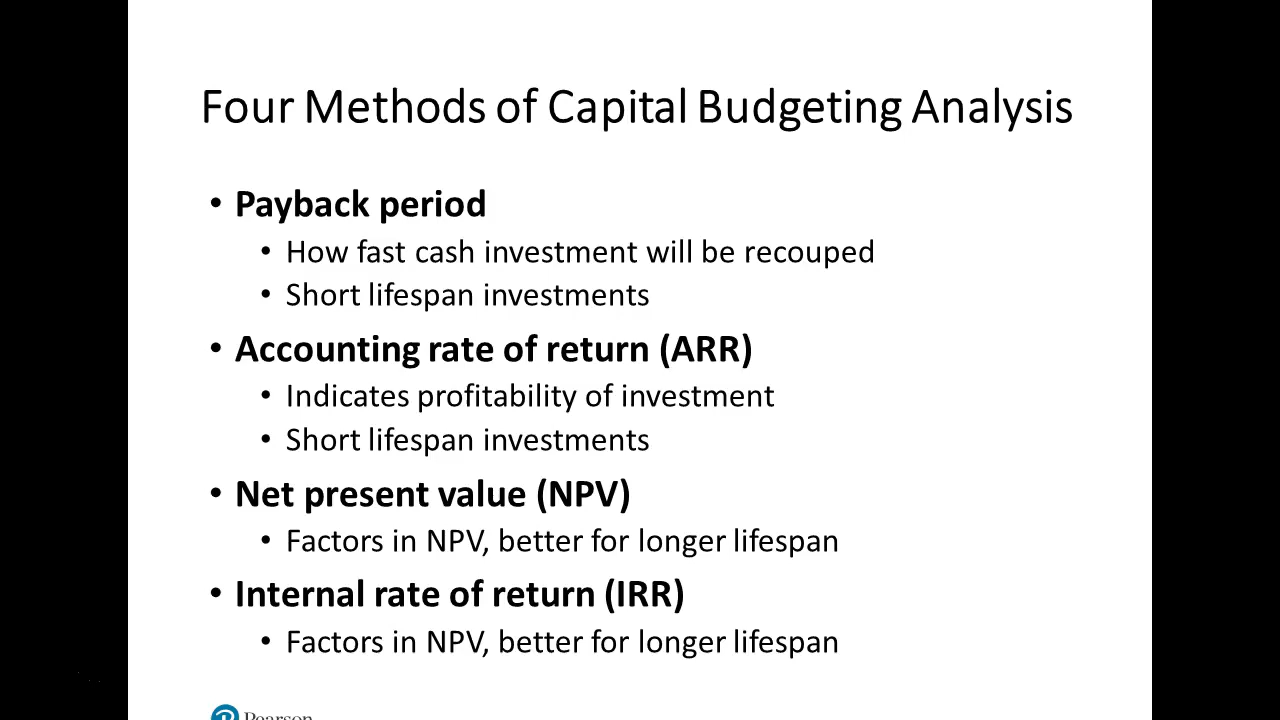 Four Methods of Capital Budgeting Analysis
• Payback period
• How fast cash investment will be recouped
• Short lifespan investments
• Accounting rate of return (ARR)
• Indicates profitability of investment
• Short lifespan investments
• Net present value (NPV)
• Factors in NPV, better for longer lifespan
• Internal rate of return (IRR)
• Factors in NPV, better for longer lifespan
Pearson